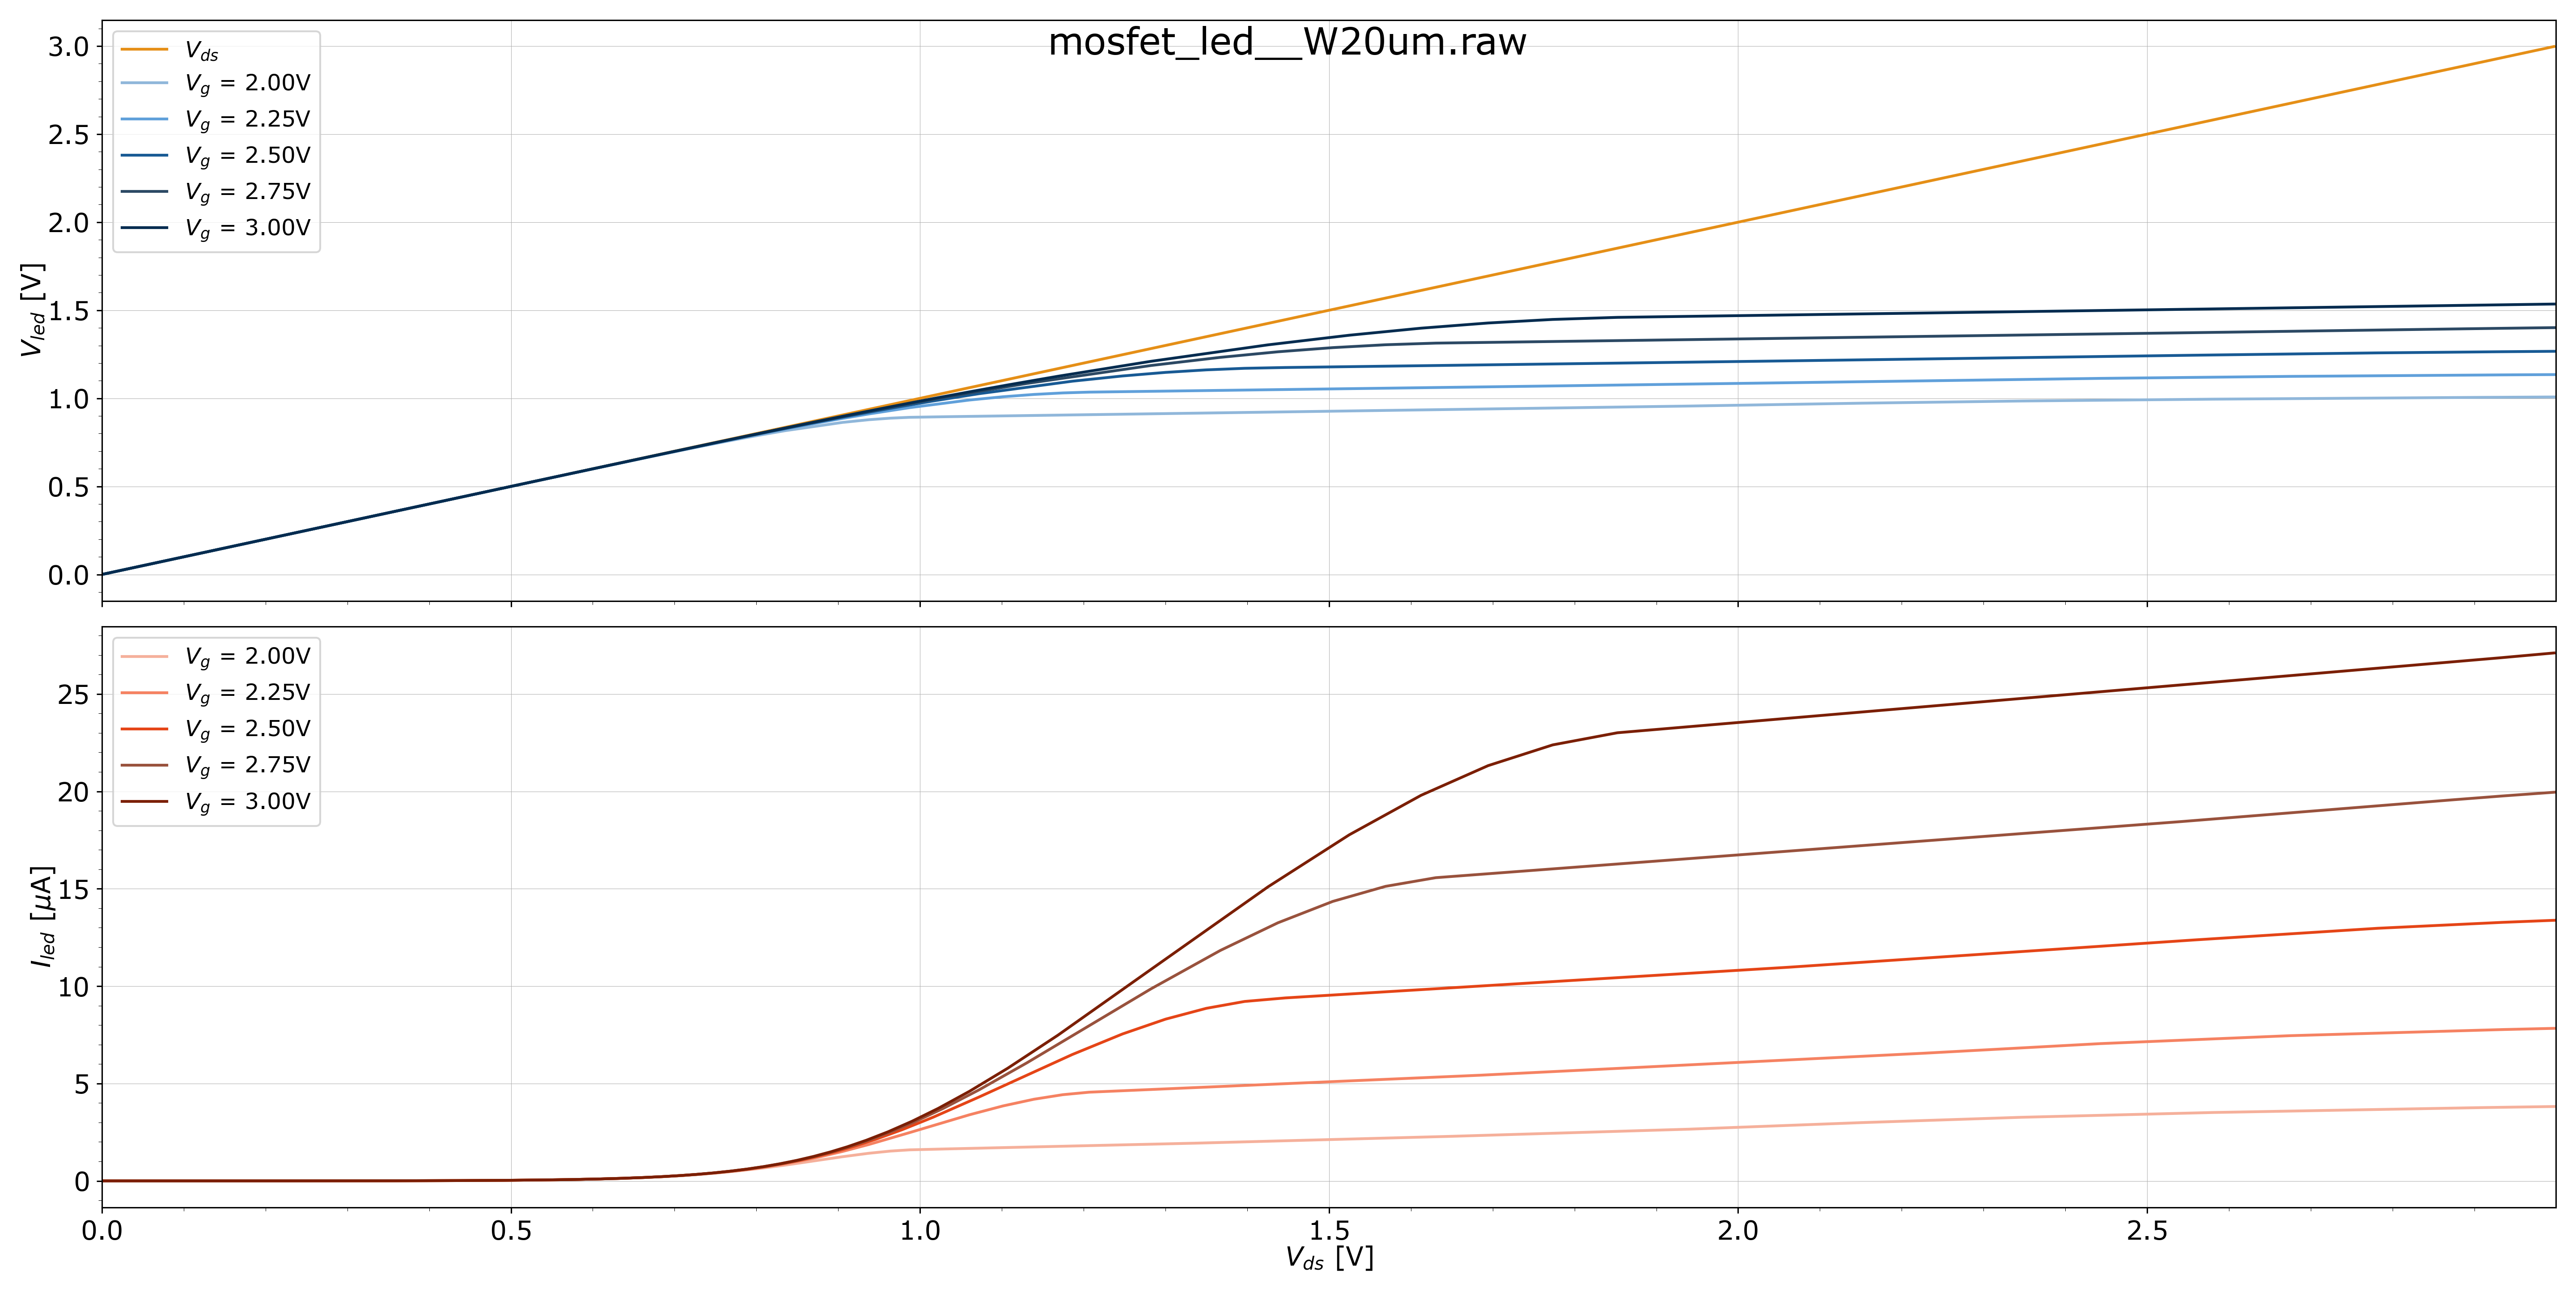 mosfet_led__W20um.raw
V_led [V]
3.0
2.5
2.0
1.5
1.0
0.5
0.0
V_ds
V_g = 2.00V
V_g = 2.25V
V_g = 2.50V
V_g = 2.75V
V_g = 3.00V
I_led [μA]
25
20
15
10
5
0
V_g = 2.00V
V_g = 2.25V
V_g = 2.50V
V_g = 2.75V
V_g = 3.00V
0.0 0.5 1.0 1.5 2.0 2.5
V_ds [V]